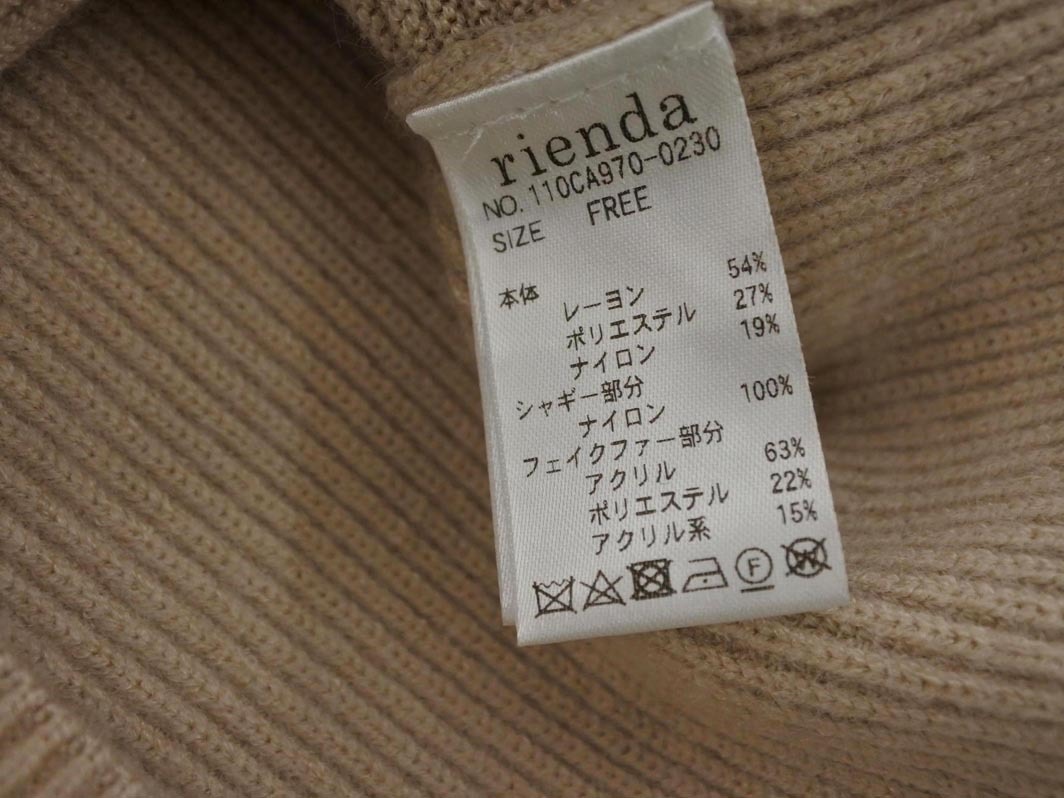 rienda
NO. 110CA970-0230
SIZE FREE
本体
レーヨン 54%
ポリエステル 27%
ナイロン 19%
シャギー部分
ナイロン 100%
フェイクファー部分
アクリル 63%
ポリエステル 22%
アクリル系 15%
F W